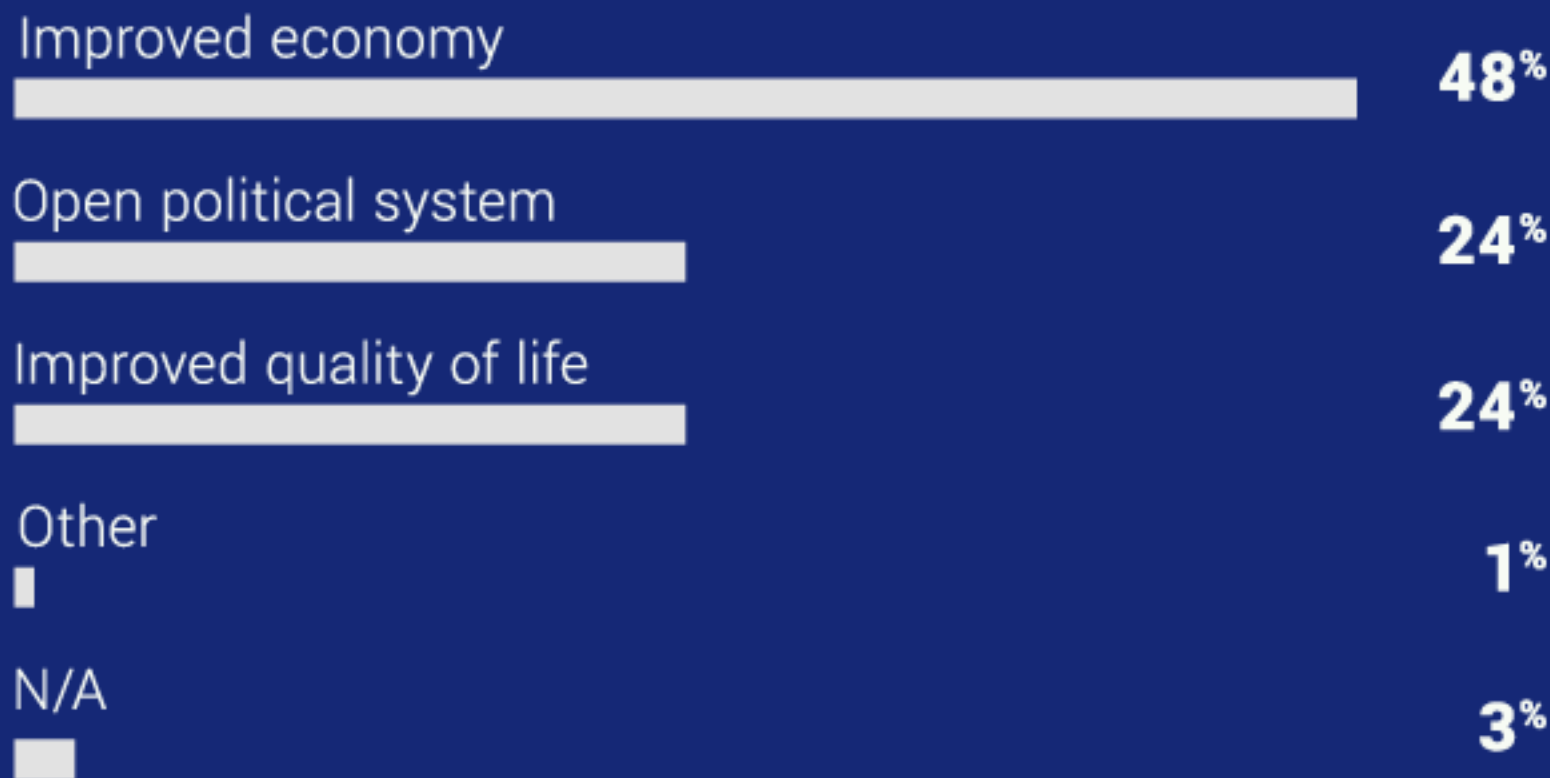 Improved economy
48%
Open political system
24%
Improved quality of life
24%
Other
1%
N/A
3%